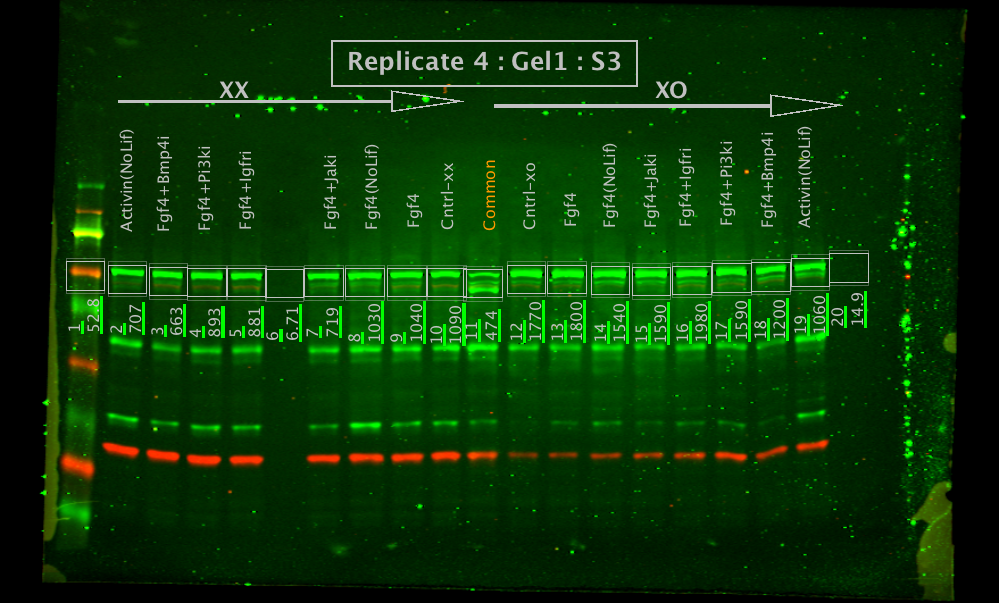 Replicate 4 : Gel1 : S3
XX
XO
Activin(NoLif)
Fgf4+Bmp4i
Fgf4+Pi3ki
Fgf4+Igfri
Fgf4+Jaki
Fgf4(NoLif)
Fgf4
Cntrl-xx
Common
Cntrl-xo
Fgf4
Fgf4(NoLif)
Fgf4+Jaki
Fgf4+Igfri
Fgf4+Pi3ki
Fgf4+Bmp4i
Activin(NoLif)
1
52.8
2
707
3
663
4
893
5
881
6
6.71
7
719
8
1030
9
1040
10
1090
11
474
12
1770
13
1800
14
1540
15
1590
16
1980
17
1590
18
1200
19
1060
20
14.9